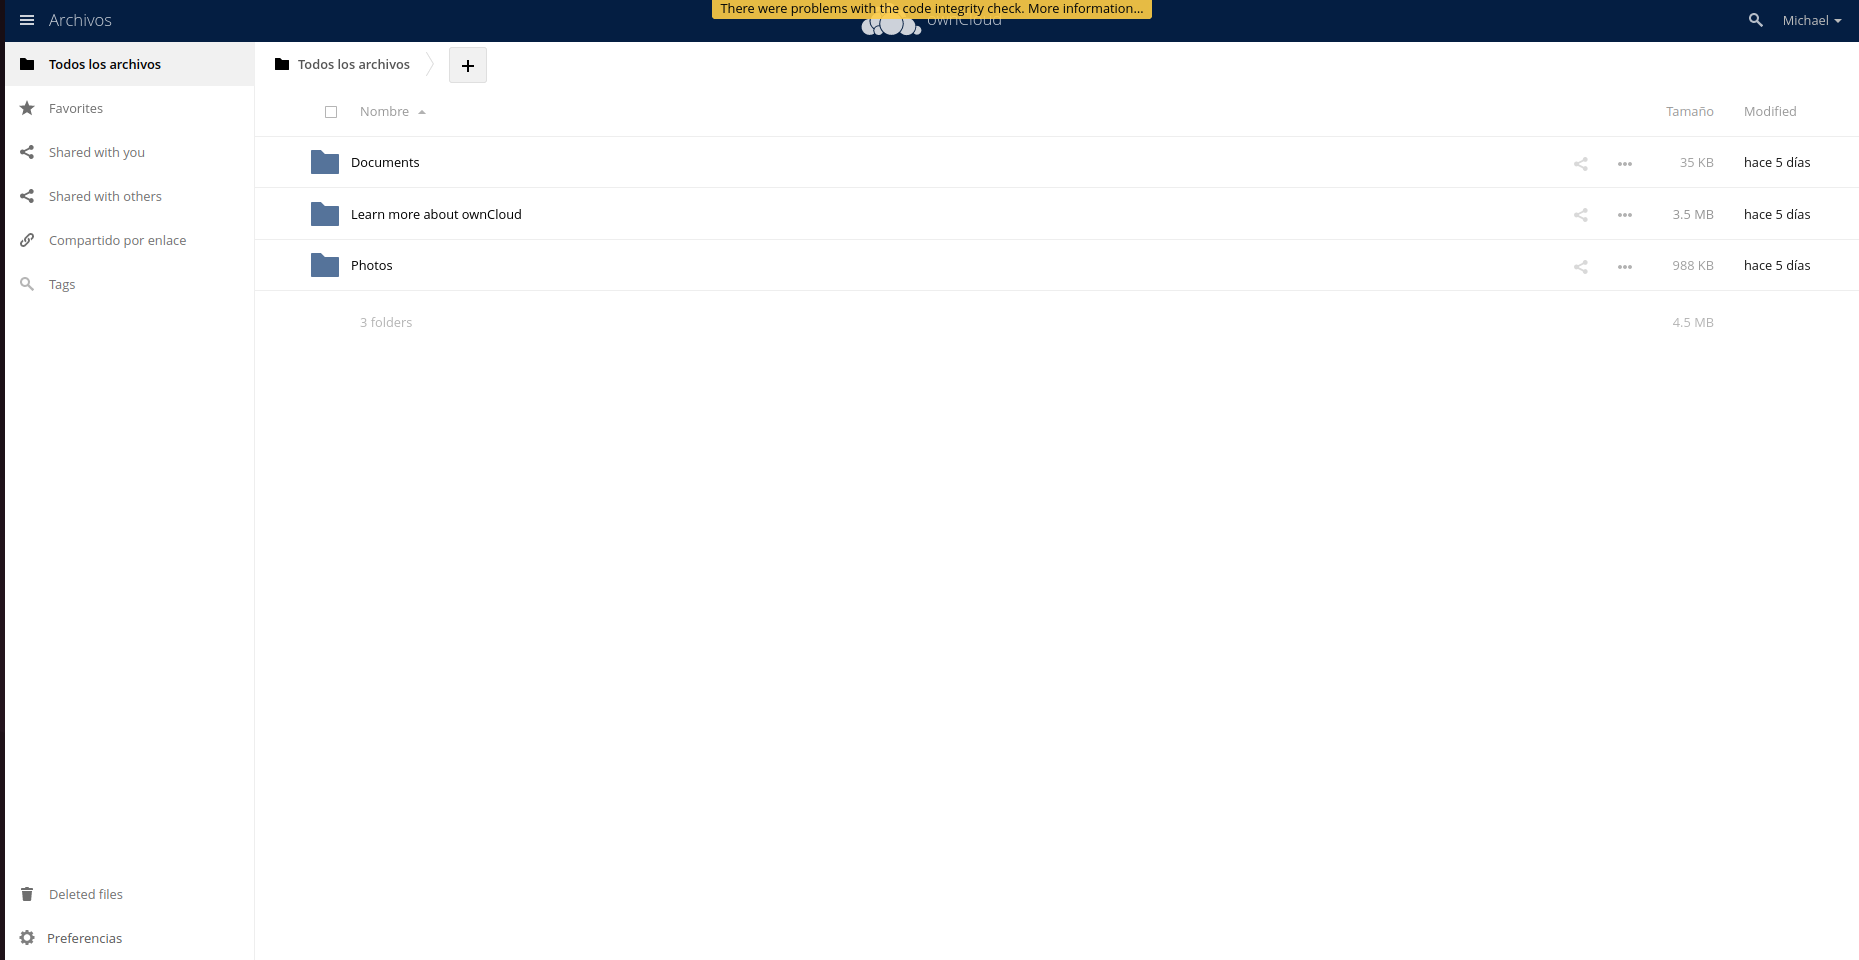 There were problems with the code integrity check. More information...
Archivos
ownCloud
Michael
Todos los archivos
Favorites
Shared with you
Shared with others
Compartido por enlace
Tags
Deleted files
Preferencias
Todos los archivos
+
Nombre Tamaño Modified
Documents 35 KB hace 5 días
Learn more about ownCloud 3.5 MB hace 5 días
Photos 988 KB hace 5 días
3 folders 4.5 MB